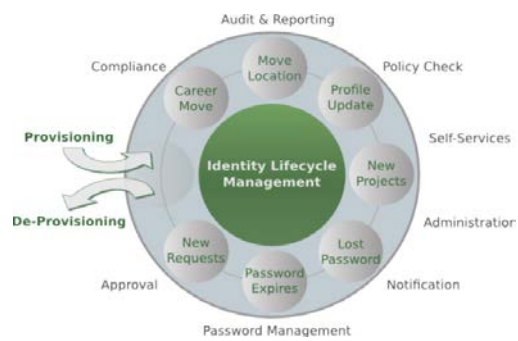 Audit & Reporting
Compliance
Move
Location
Policy Check
Career
Move
Profile
Update
Provisioning
Self-Services
Identity Lifecycle
Management
New
Projects
De-Provisioning
Administration
New
Requests
Lost
Password
Password
Expires
Approval
Notification
Password Management